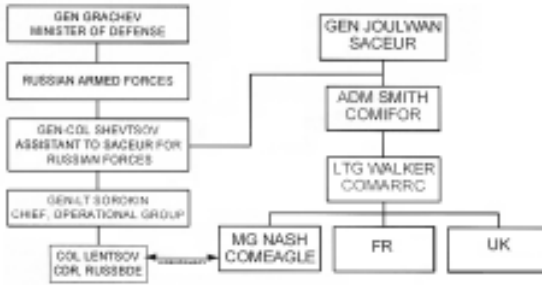 GEN GRACHEV
MINISTER OF DEFENSE
RUSSIAN ARMED FORCES
GEN-COL SHEVTSOV
ASSISTANT TO SACEUR FOR
RUSSIAN FORCES
GEN-LT SOROKIN
CHIEF, OPERATIONAL GROUP
COL LENTSOV
CDR, RUSSBDE
GEN JOULWAN
SACEUR
ADM SMITH
COMIFOR
LTG WALKER
COMARRC
MG NASH
COMEAGLE
FR
UK